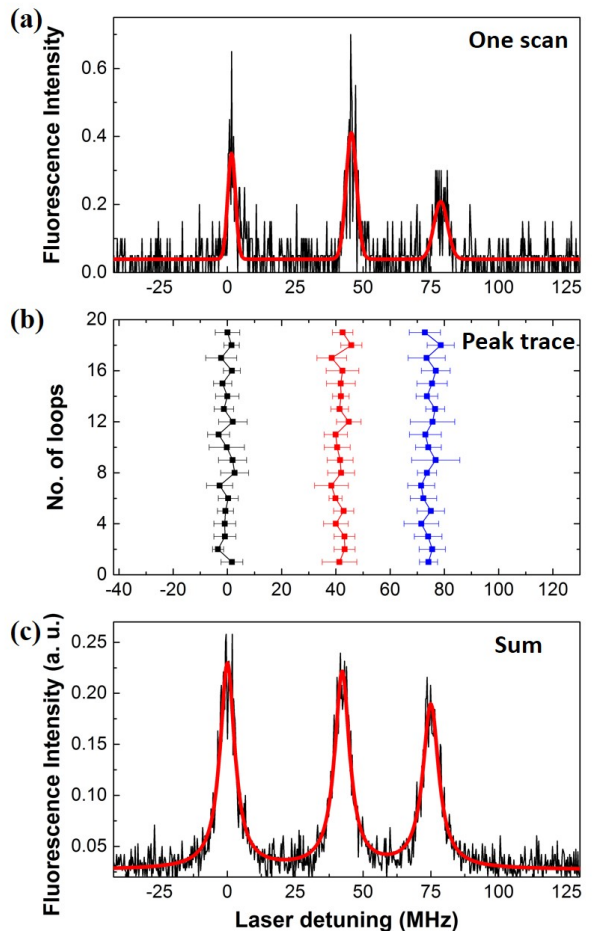 (a)
One scan
Fluorescence Intensity
0.6
0.4
0.2
0.0
-25 0 25 50 75 100 125
(b)
Peak trace
No. of loops
20
16
12
8
4
0
-40 -20 0 20 40 60 80 100 120
(c)
Sum
Fluorescence Intensity (a. u.)
0.25
0.20
0.15
0.10
0.05
-25 0 25 50 75 100 125
Laser detuning (MHz)